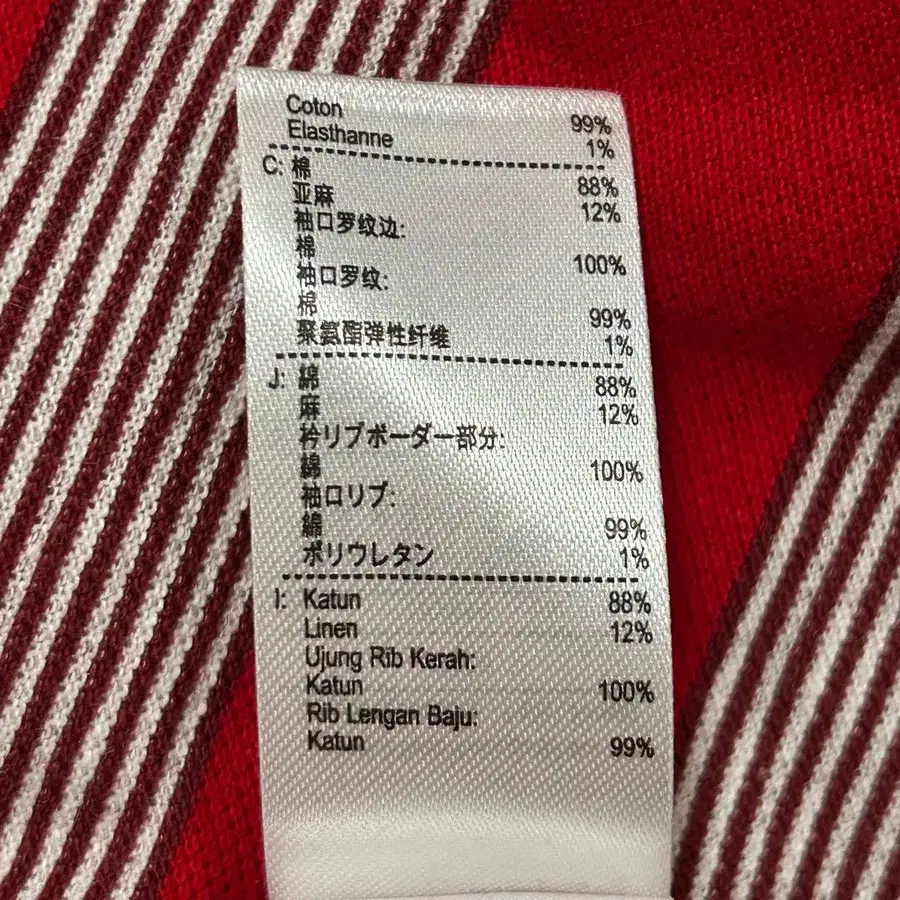 Coton 99%
Elasthanne 1%
C: 棉 88%
亚麻 12%
袖口罗纹边:
棉 100%
袖口罗纹:
棉 99%
聚氨酯弹性纤维 1%
J: 綿 88%
麻 12%
衿リブボーダー部分:
綿 100%
袖口リブ:
綿 99%
ポリウレタン 1%
I: Katun 88%
Linen 12%
Ujung Rib Kerah:
Katun 100%
Rib Lengan Baju:
Katun 99%